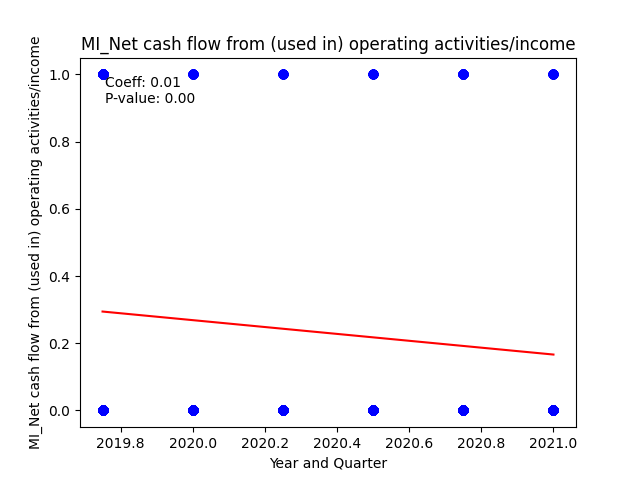 MI_Net cash flow from (used in) operating activities/income
1.0
Coeff: 0.01
P-value: 0.00
0.8
0.6
0.4
0.2
0.0
MI_Net cash flow from (used in) operating activities/income
2019.8 2020.0 2020.2 2020.4 2020.6 2020.8 2021.0
Year and Quarter